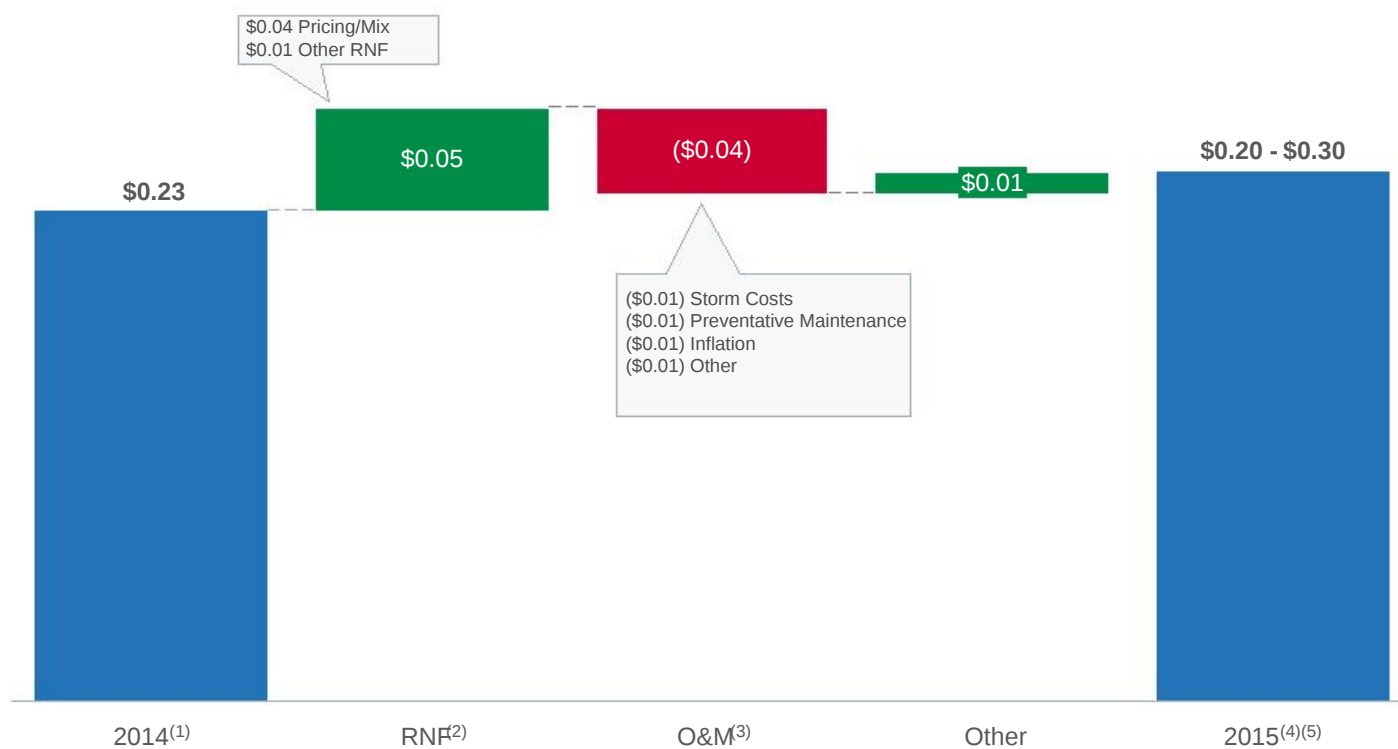 $0.04 Pricing/Mix
$0.01 Other RNF
$0.05
($0.04)
$0.20 - $0.30
$0.23
$0.01
($0.01) Storm Costs
($0.01) Preventative Maintenance
($0.01) Inflation
($0.01) Other
2014(1)
RNF(2)
O&M(3)
Other
2015(4)(5)